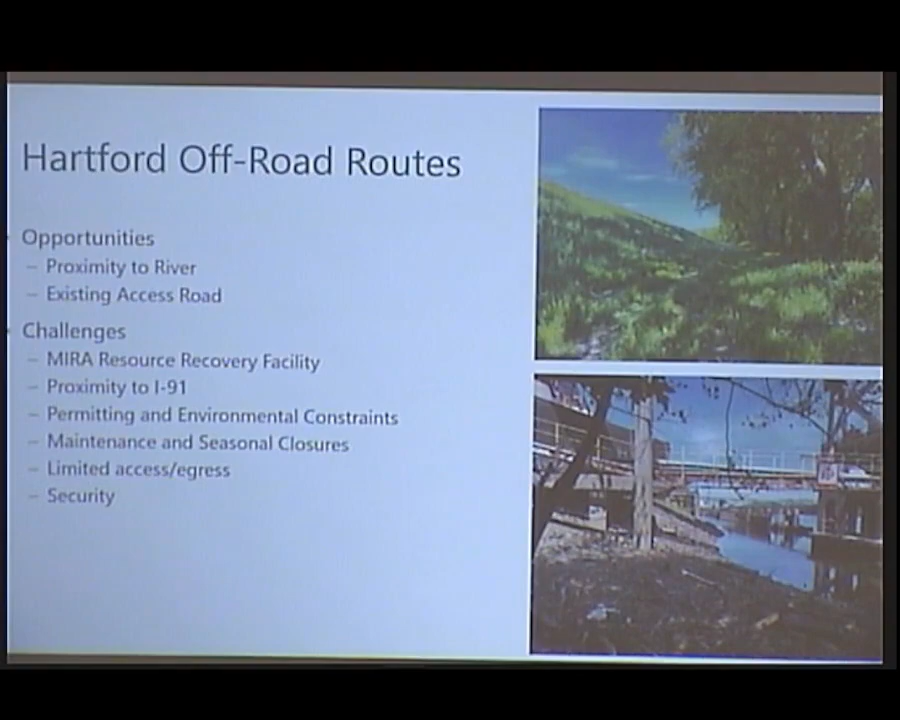 Hartford Off-Road Routes
Opportunities
– Proximity to River
– Existing Access Road
Challenges
– MIRA Resource Recovery Facility
– Proximity to I-91
– Permitting and Environmental Constraints
– Maintenance and Seasonal Closures
– Limited access/egress
– Security